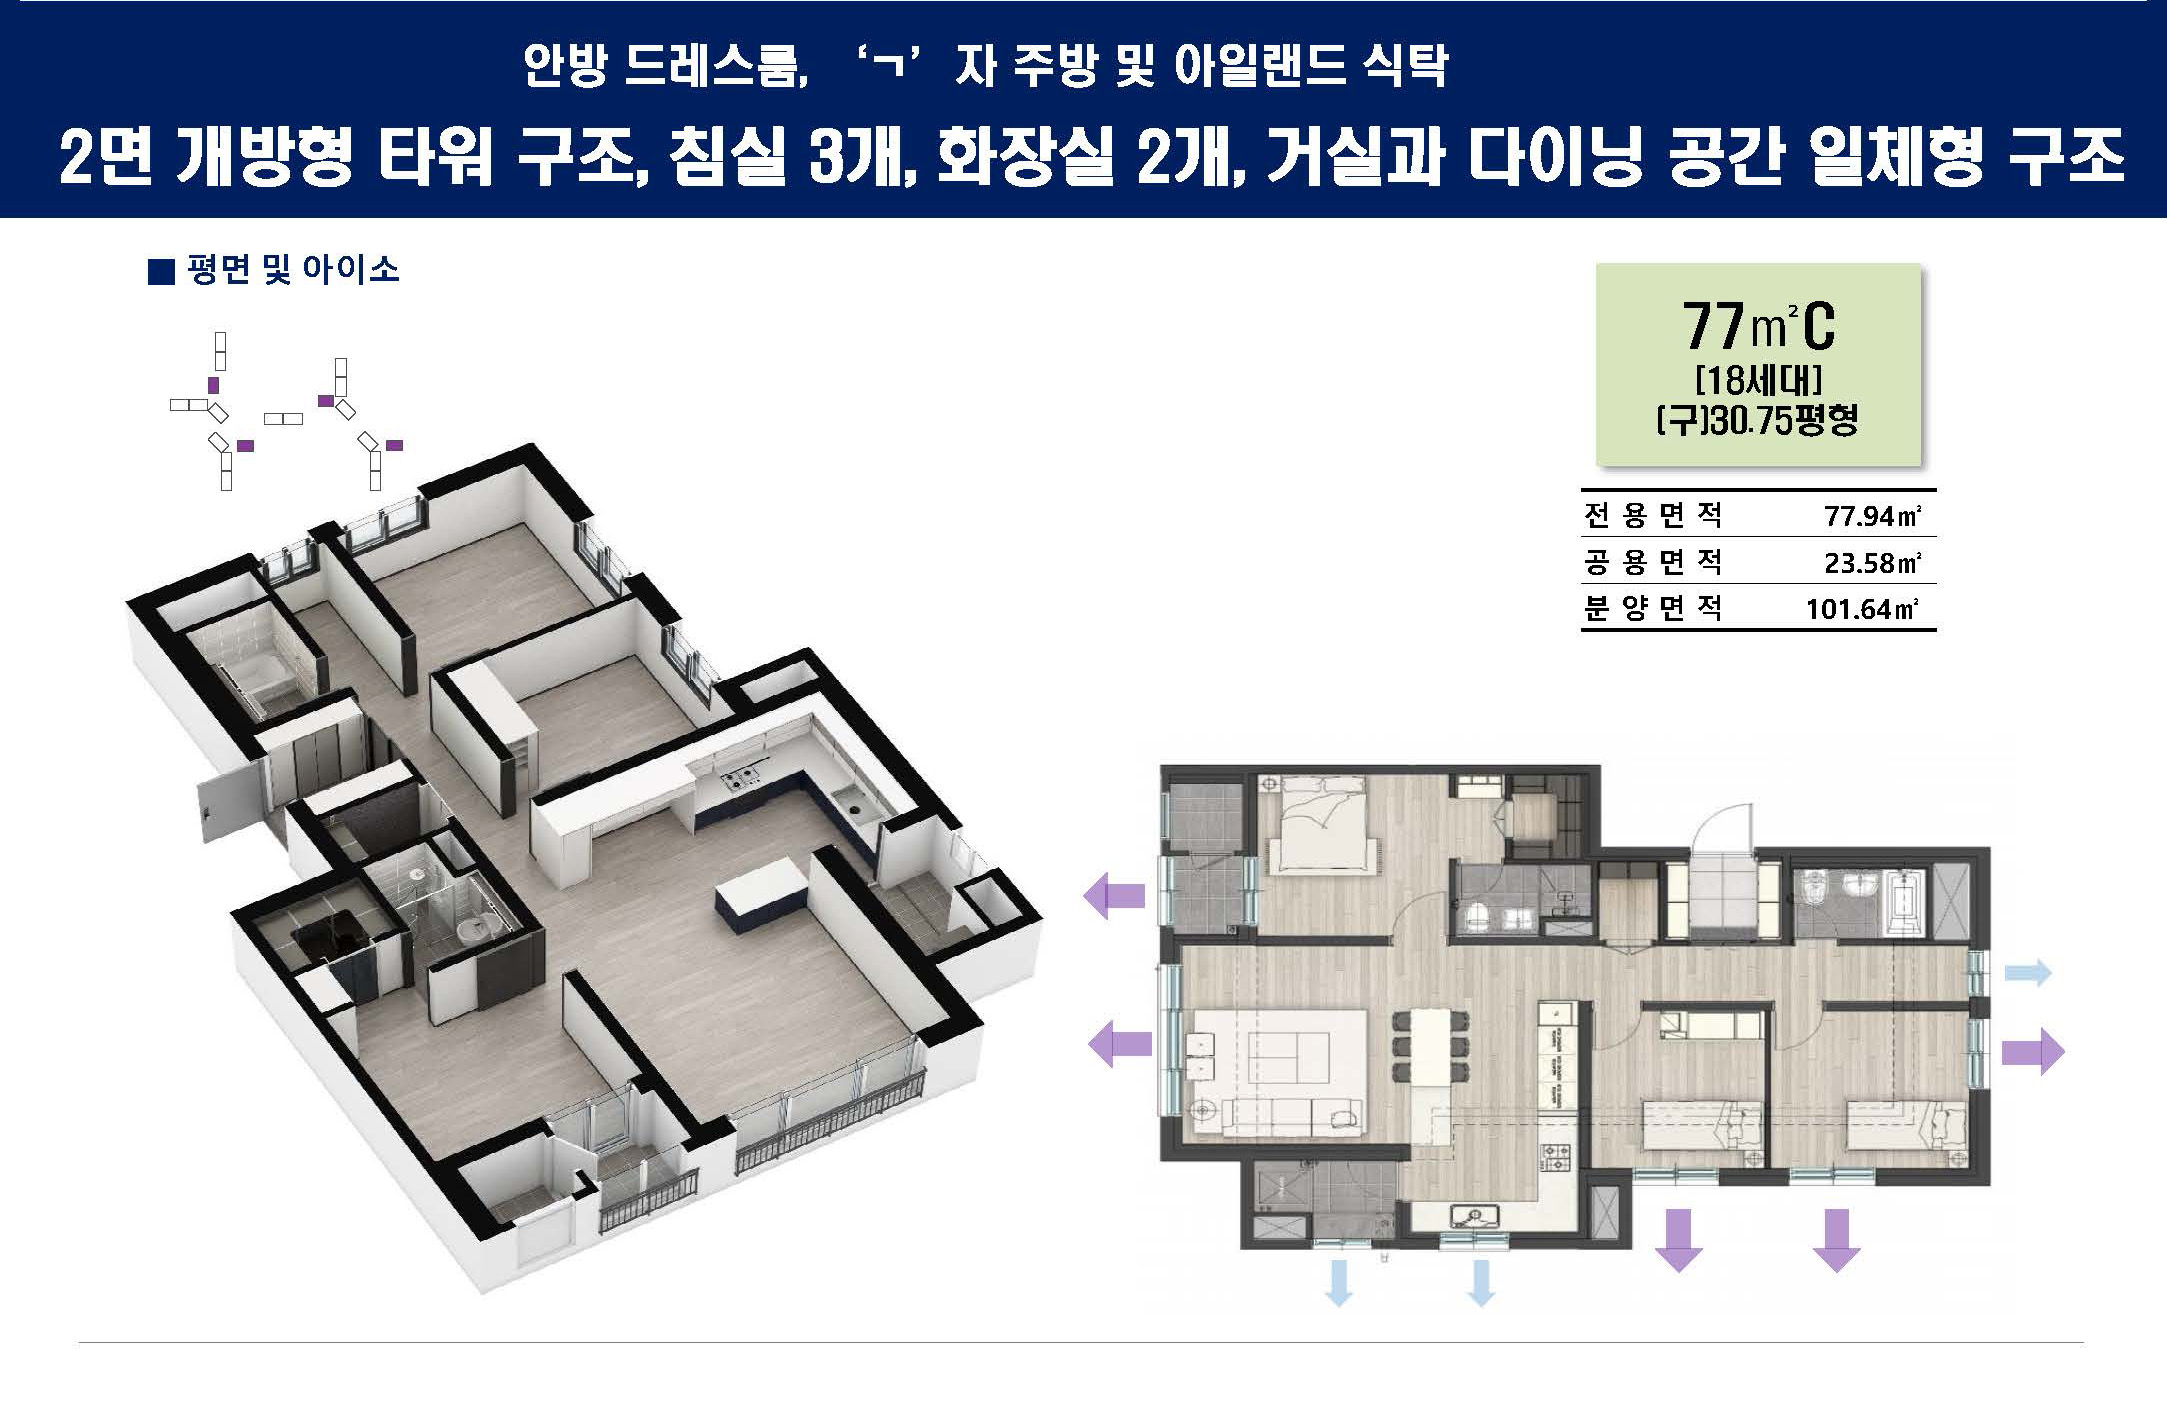 안방 드레스룸, ‘ㄱ’ 자 주방 및 아일랜드 식탁
2면 개방형 타워 구조, 침실 3개, 화장실 2개, 거실과 다이닝 공간 일체형 구조
■ 평면 및 아이소
77㎡C
[18세대]
(구)30.75평형
전용면적 77.94㎡
공용면적 23.58㎡
분양면적 101.64㎡